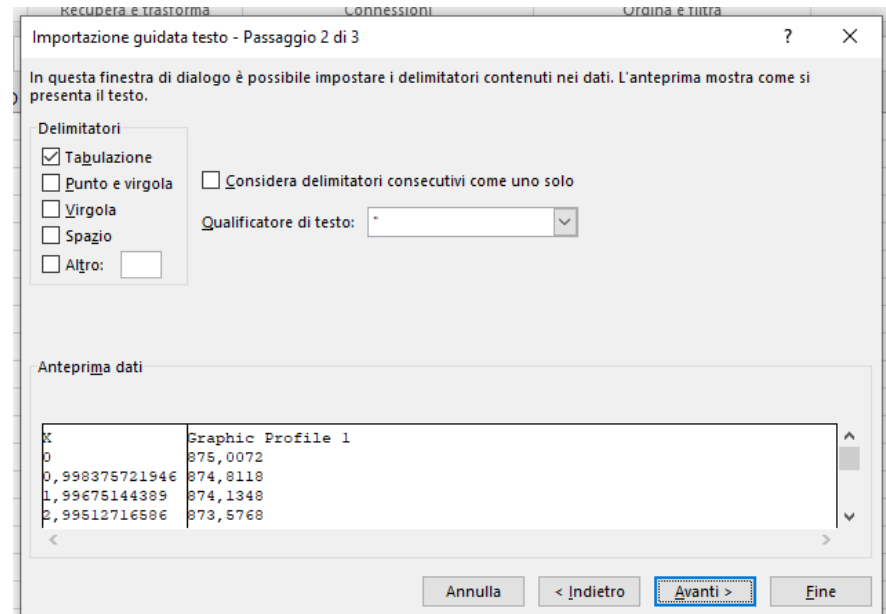 Recupera e trasforma Connessioni Ordina e filtra
Importazione guidata testo - Passaggio 2 di 3 ? ×
In questa finestra di dialogo è possibile impostare i delimitatori contenuti nei dati. L'anteprima mostra come si
presenta il testo.
Delimitatori
Tabulazione
Punto e virgola
Virgola
Spazio
Altro:
Considera delimitatori consecutivi come uno solo
Qualificatore di testo: "
Anteprima dati
X Graphic Profile 1
0 875,0072
0,998375721946 874,8118
1,99675144389 874,1348
2,99512716586 873,5768
Annulla < Indietro Avanti > Fine